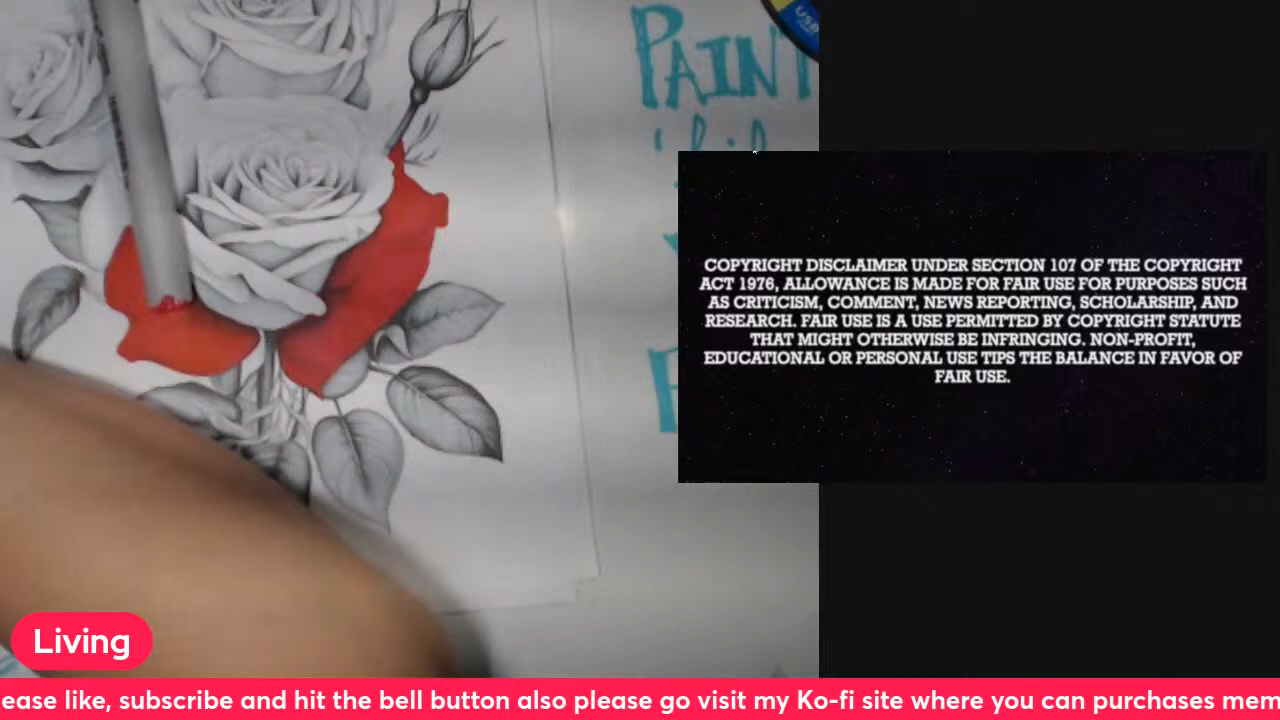 USB
PAINT
COPYRIGHT DISCLAIMER UNDER SECTION 107 OF THE COPYRIGHT
ACT 1976, ALLOWANCE IS MADE FOR FAIR USE FOR PURPOSES SUCH
AS CRITICISM, COMMENT, NEWS REPORTING, SCHOLARSHIP, AND
RESEARCH. FAIR USE IS A USE PERMITTED BY COPYRIGHT STATUTE
THAT MIGHT OTHERWISE BE INFRINGING. NON-PROFIT,
EDUCATIONAL OR PERSONAL USE TIPS THE BALANCE IN FAVOR OF
FAIR USE.
Living
ease like, subscribe and hit the bell button also please go visit my Ko-fi site where you can purchases mem